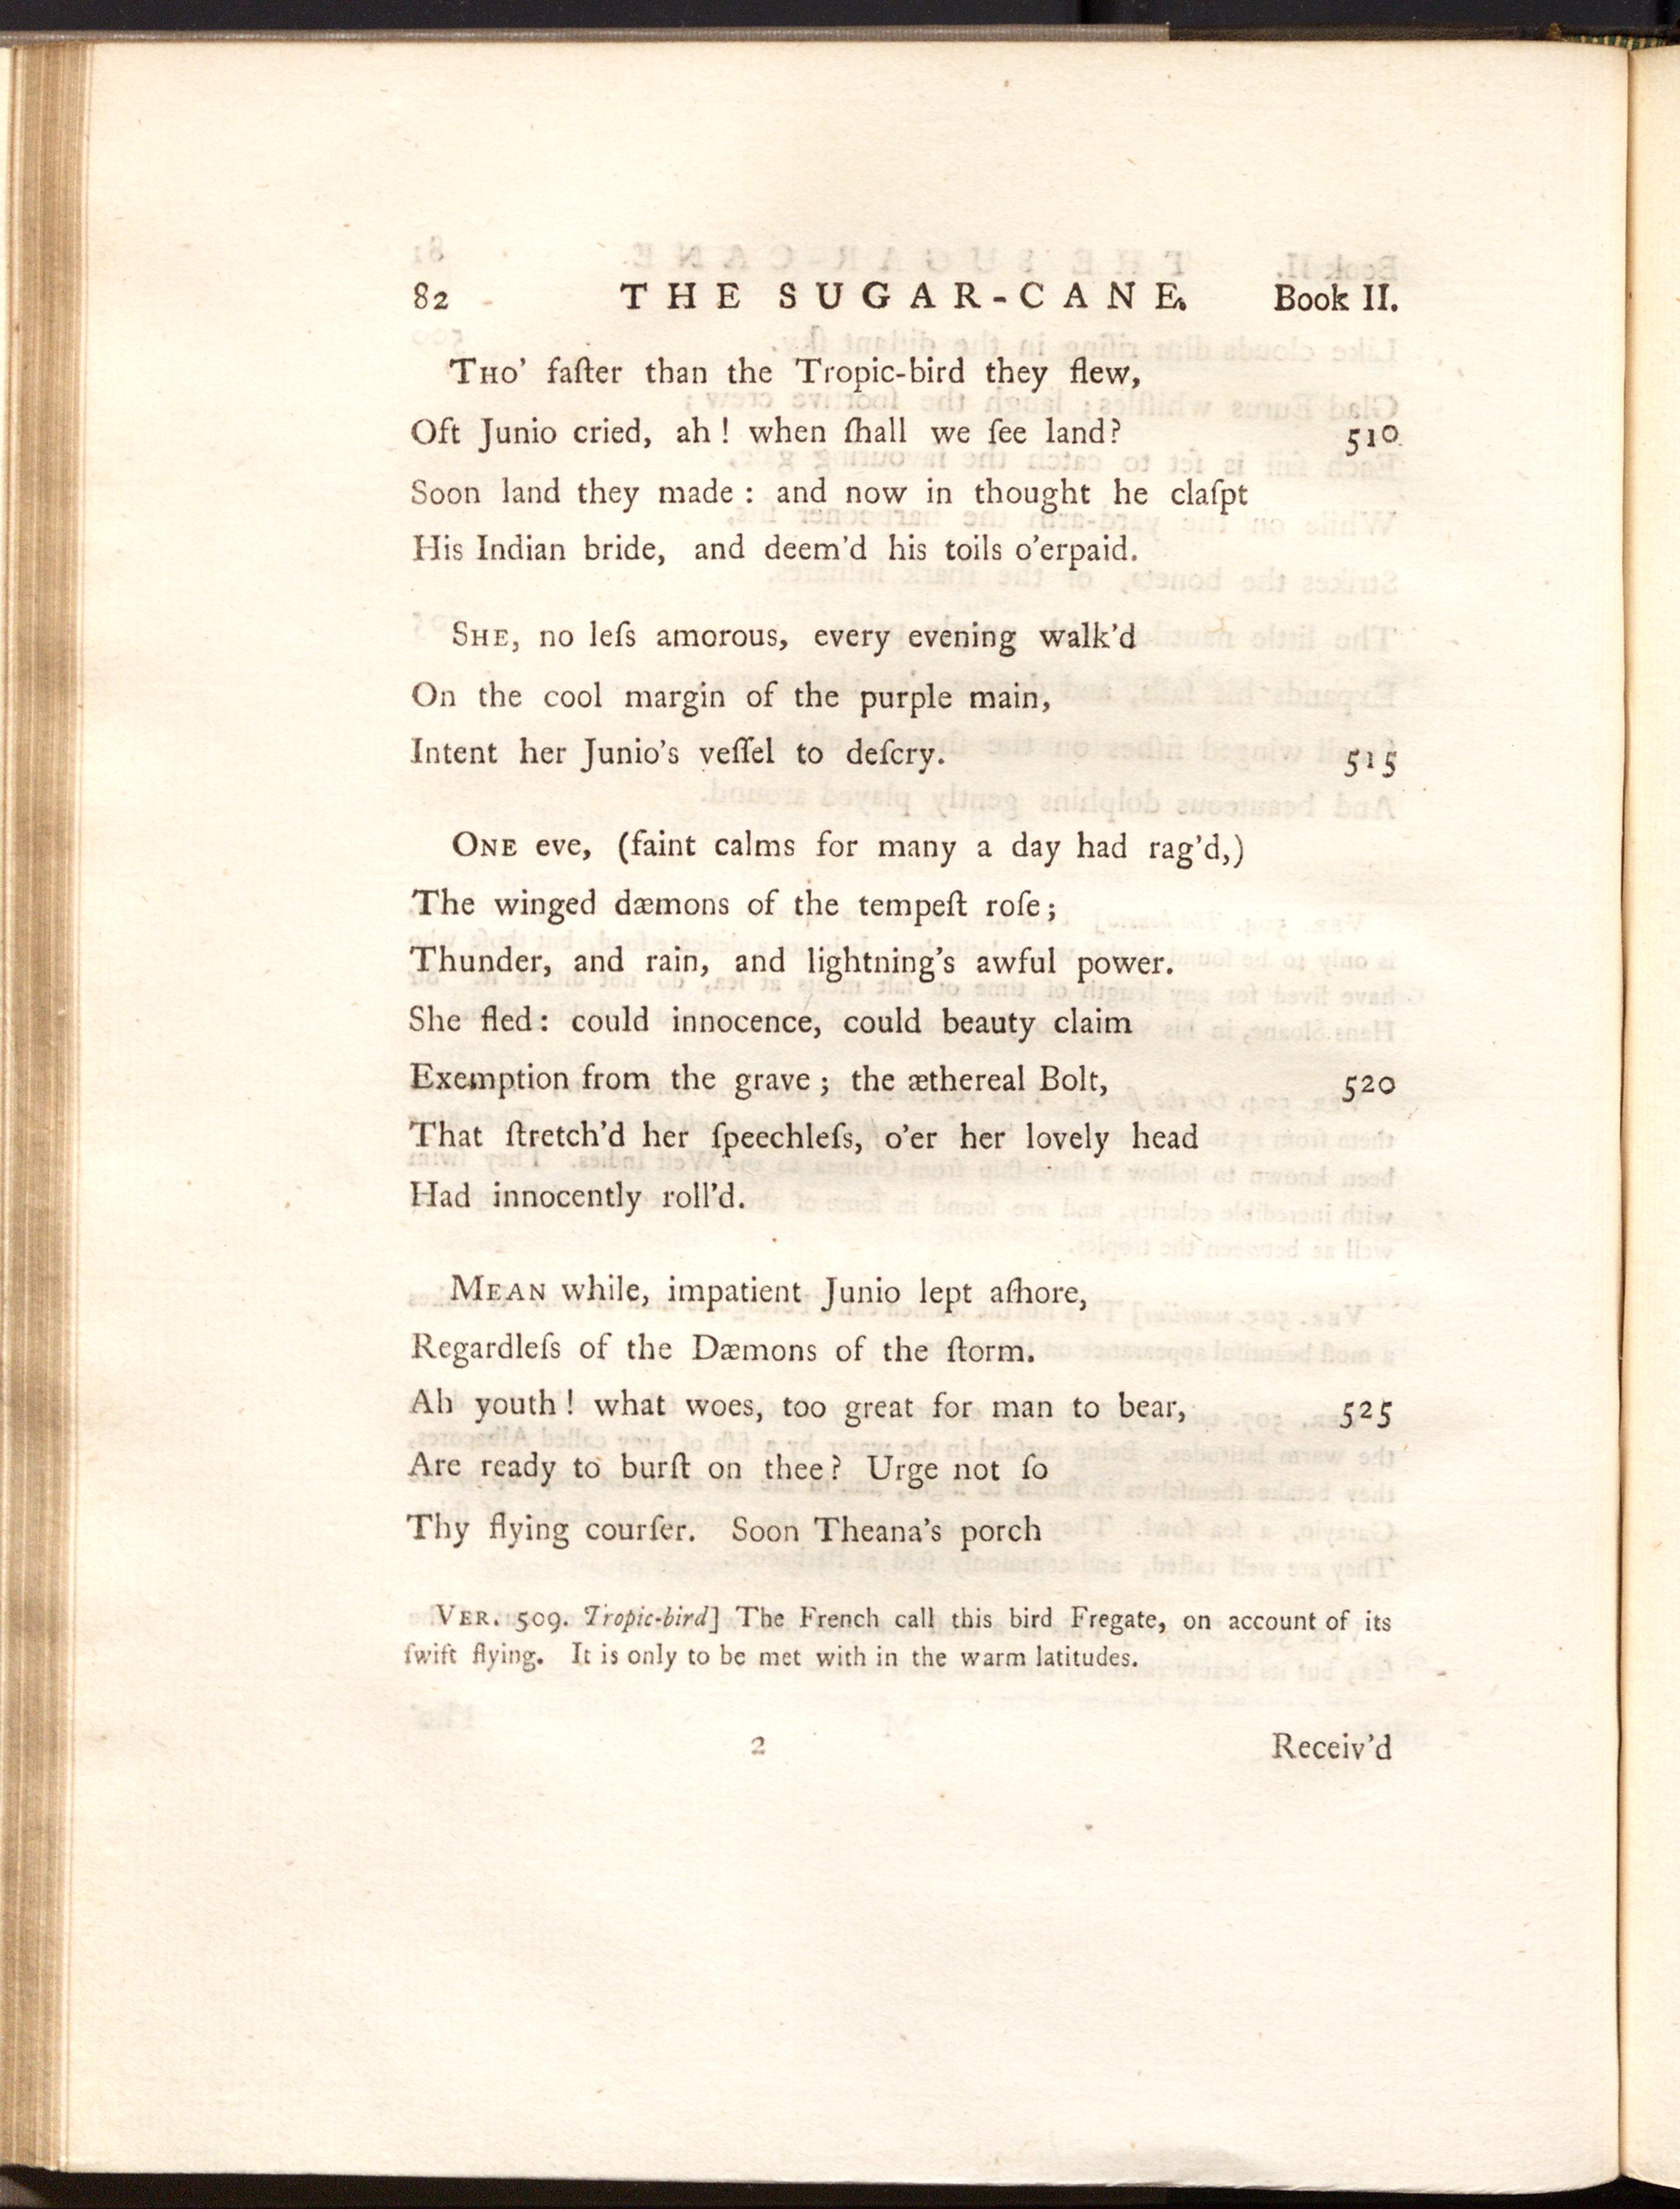 82 THE SUGAR-CANE. Book II.
THO' faſter than the Tropic-bird they flew,
Oft Junio cried, ah! when ſhall we ſee land? 510
Soon land they made: and now in thought he claſpt
His Indian bride, and deem'd his toils o'erpaid.
SHE, no leſs amorous, every evening walk'd
On the cool margin of the purple main,
Intent her Junio's veſſel to deſcry. 515
ONE eve, (faint calms for many a day had rag'd,)
The winged dæmons of the tempeſt roſe;
Thunder, and rain, and lightning's awful power.
She fled: could innocence, could beauty claim
Exemption from the grave; the æthereal Bolt, 520
That ſtretch'd her ſpeechleſs, o'er her lovely head
Had innocently roll'd.
MEAN while, impatient Junio lept aſhore,
Regardleſs of the Dæmons of the ſtorm.
Ah youth! what woes, too great for man to bear, 525
Are ready to burſt on thee? Urge not ſo
Thy flying courſer. Soon Theana's porch
VER. 509. Tropic-bird] The French call this bird Fregate, on account of its
ſwift flying. It is only to be met with in the warm latitudes.
2 Receiv'd